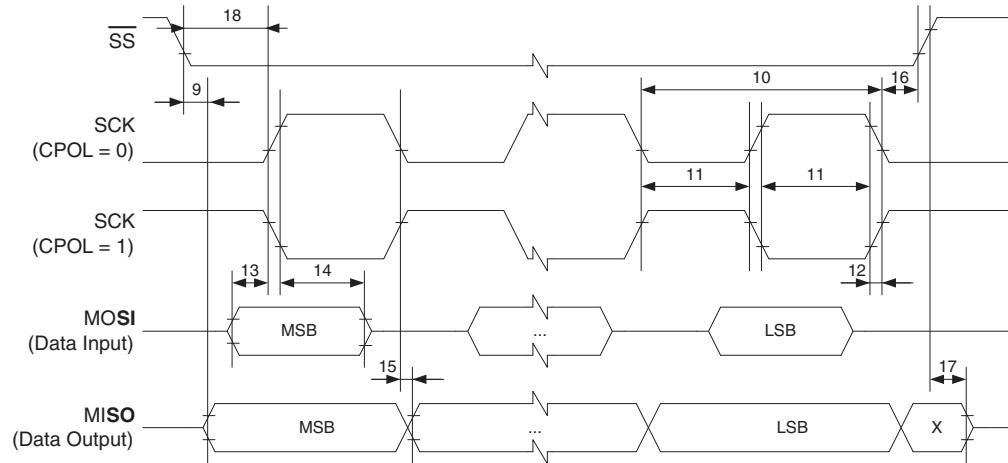 18
SS
9
10
16
SCK
(CPOL = 0)
11
11
SCK
(CPOL = 1)
13
14
12
MOSI
(Data Input)
MSB
...
LSB
15
17
MISO
(Data Output)
MSB
...
LSB
X